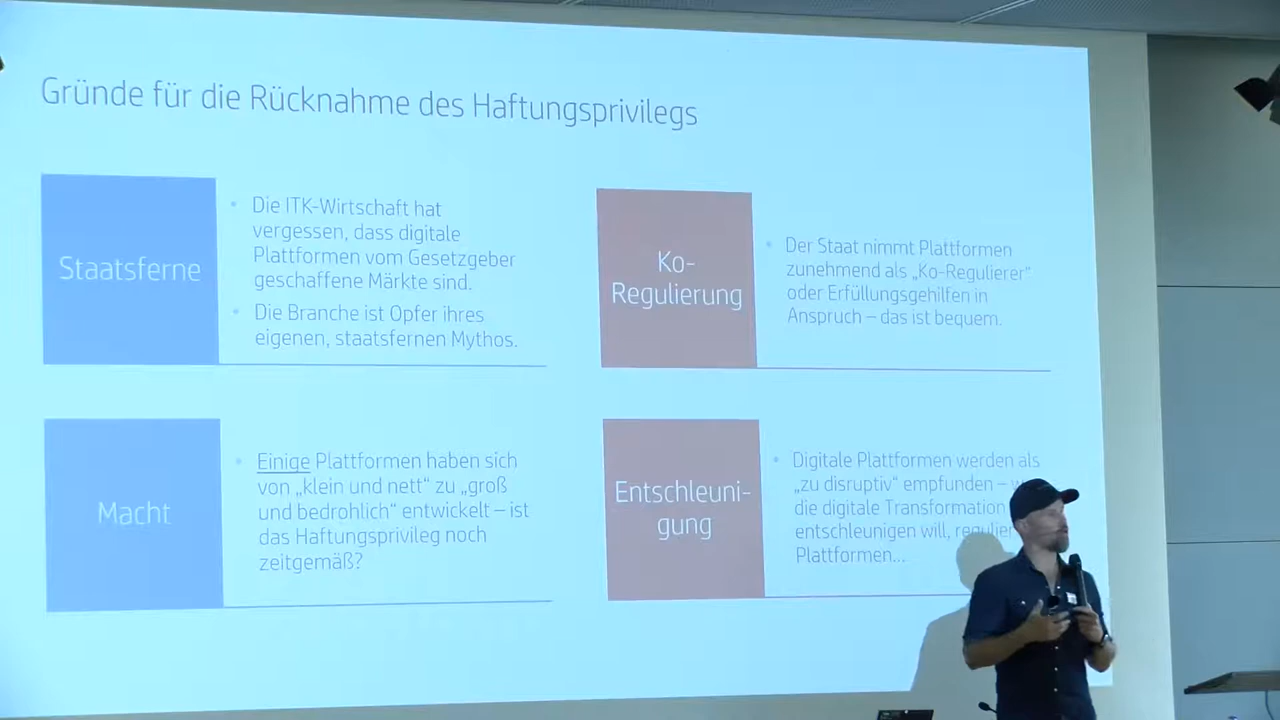 Gründe für die Rücknahme des Haftungsprivilegs
Staatsferne
• Die ITK-Wirtschaft hat
vergessen, dass digitale
Plattformen vom Gesetzgeber
geschaffene Märkte sind.
• Die Branche ist Opfer ihres
eigenen, staatsfernen Mythos.
Ko-
Regulierung
• Der Staat nimmt Plattformen
zunehmend als „Ko-Regulierer“
oder Erfüllungsgehilfen in
Anspruch – das ist bequem.
Macht
• Einige Plattformen haben sich
von „klein und nett“ zu „groß
und bedrohlich“ entwickelt – ist
das Haftungsprivileg noch
zeitgemäß?
Entschleuni-
gung
• Digitale Plattformen werden als
„zu disruptiv“ empfunden –
die digitale Transformation
entschleunigen will,
Plattformen...